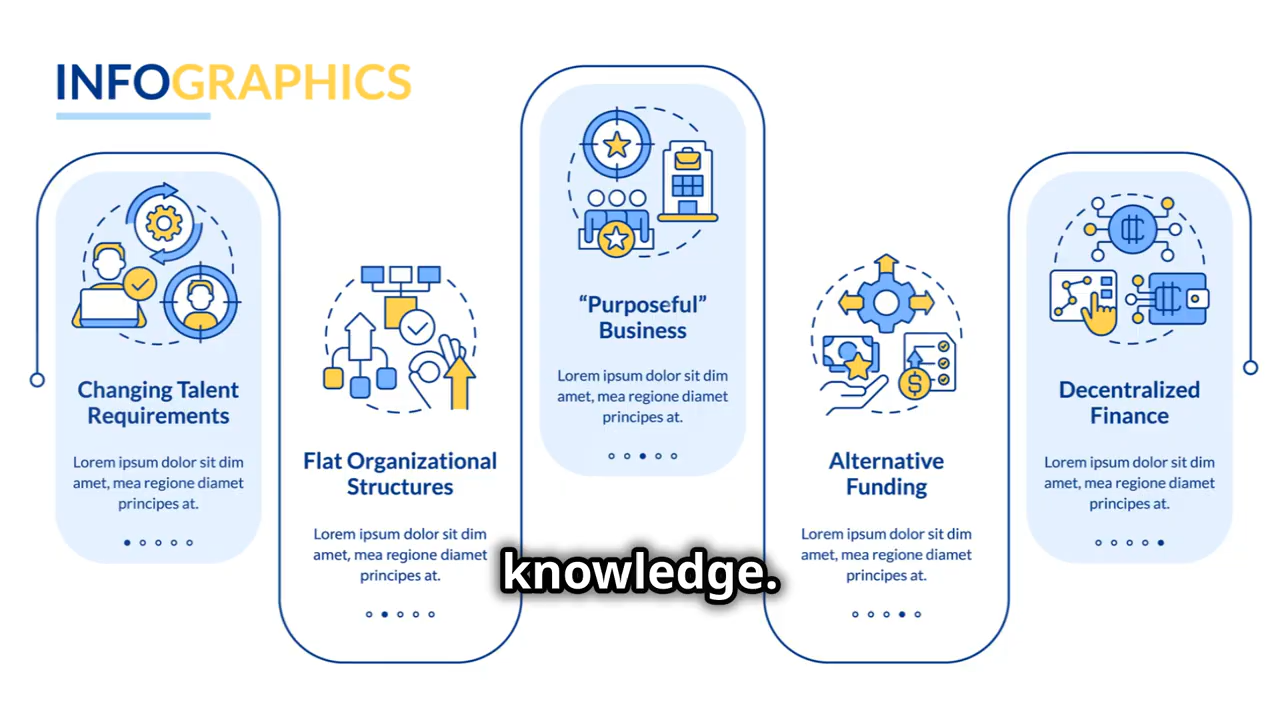 INFOGRAPHICS
Changing Talent
Requirements
Lorem ipsum dolor sit dim
amet, mea regione diamet
principes at.
Flat Organizational
Structures
Lorem ipsum dolor sit dim
amet, mea regione diamet
principes at.
“Purposeful”
Business
Lorem ipsum dolor sit dim
amet, mea regione diamet
principes at.
Alternative
Funding
Lorem ipsum dolor sit dim
amet, mea regione diamet
principes at.
Decentralized
Finance
Lorem ipsum dolor sit dim
amet, mea regione diamet
principes at.
knowledge.